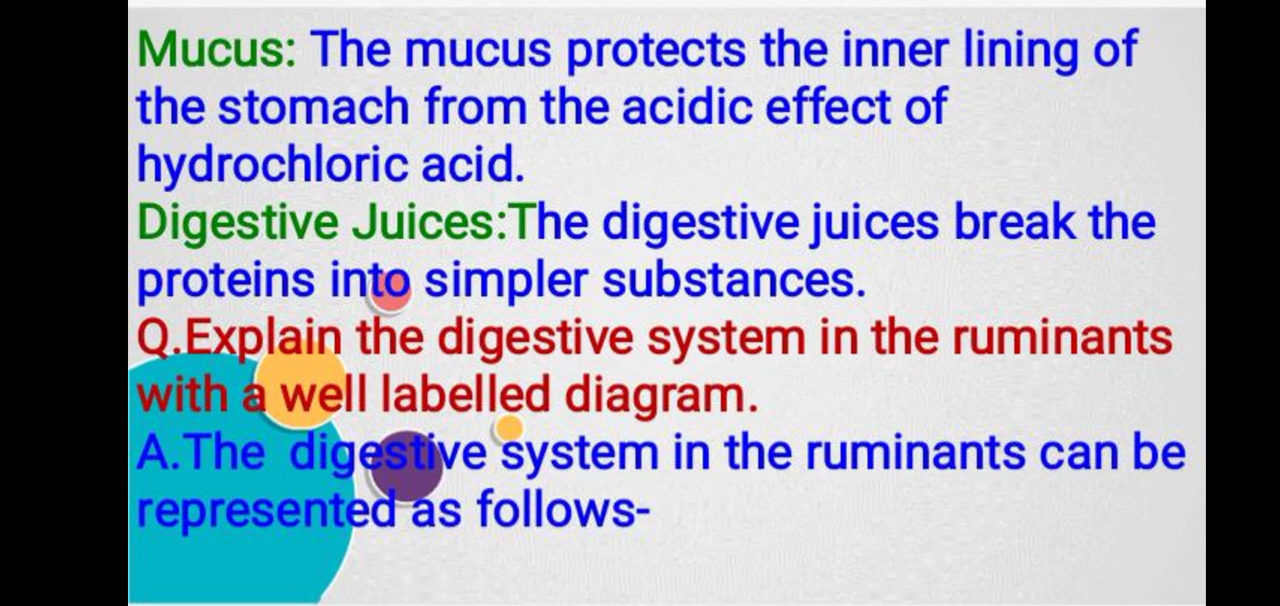 Mucus: The mucus protects the inner lining of
the stomach from the acidic effect of
hydrochloric acid.
Digestive Juices:The digestive juices break the
proteins into simpler substances.
Q.Explain the digestive system in the ruminants
with a well labelled diagram.
A.The digestive system in the ruminants can be
represented as follows-